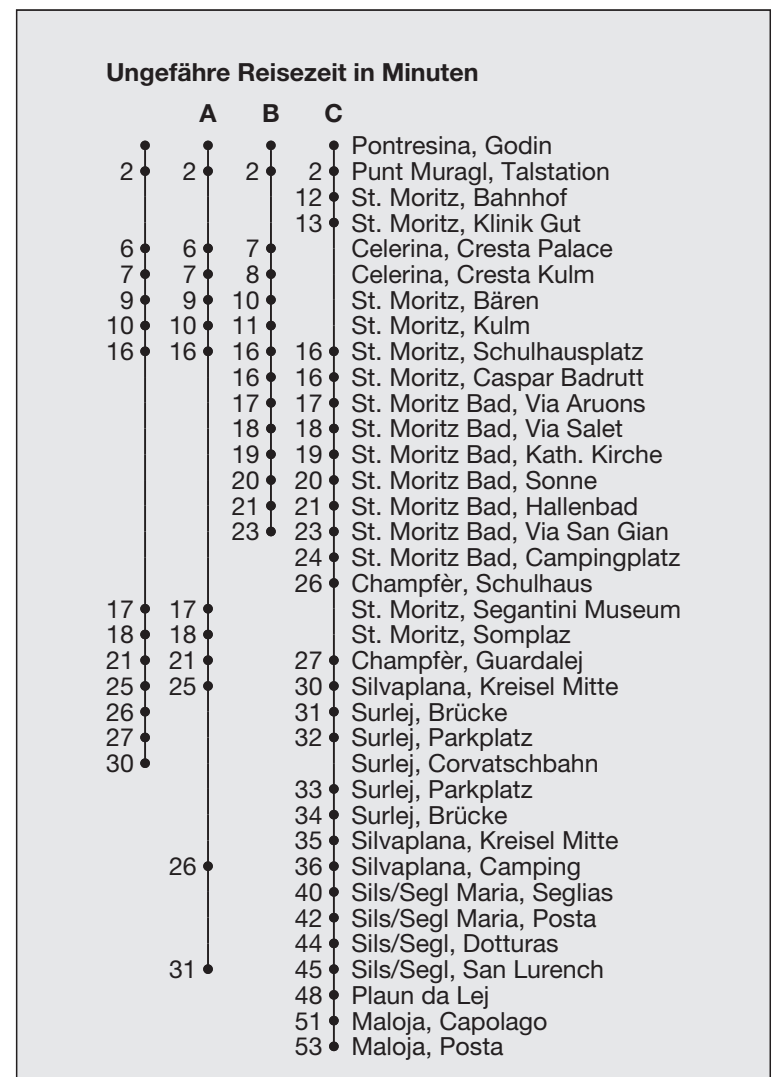 Ungefähre Reisezeit in Minuten
A B C
Pontresina, Godin
2 2 2 2 Punt Muragl, Talstation
12 St. Moritz, Bahnhof
13 St. Moritz, Klinik Gut
6 6 7 Celerina, Cresta Palace
7 7 8 Celerina, Cresta Kulm
9 9 10 St. Moritz, Bären
10 10 11 St. Moritz, Kulm
16 16 16 16 St. Moritz, Schulhausplatz
16 16 St. Moritz, Caspar Badrutt
17 17 St. Moritz Bad, Via Aruons
18 18 St. Moritz Bad, Via Salet
19 19 St. Moritz Bad, Kath. Kirche
20 20 St. Moritz Bad, Sonne
21 21 St. Moritz Bad, Hallenbad
23 23 St. Moritz Bad, Via San Gian
24 St. Moritz Bad, Campingplatz
26 Champfèr, Schulhaus
17 17 St. Moritz, Segantini Museum
18 18 St. Moritz, Somplaz
21 21 27 Champfèr, Guardalej
25 25 30 Silvaplana, Kreisel Mitte
26 31 Surlej, Brücke
27 32 Surlej, Parkplatz
30 Surlej, Corvatschbahn
33 Surlej, Parkplatz
34 Surlej, Brücke
35 Silvaplana, Kreisel Mitte
26 36 Silvaplana, Camping
40 Sils/Segl Maria, Seglias
42 Sils/Segl Maria, Posta
44 Sils/Segl, Dotturas
31 45 Sils/Segl, San Lurench
48 Plaun da Lej
51 Maloja, Capolago
53 Maloja, Posta